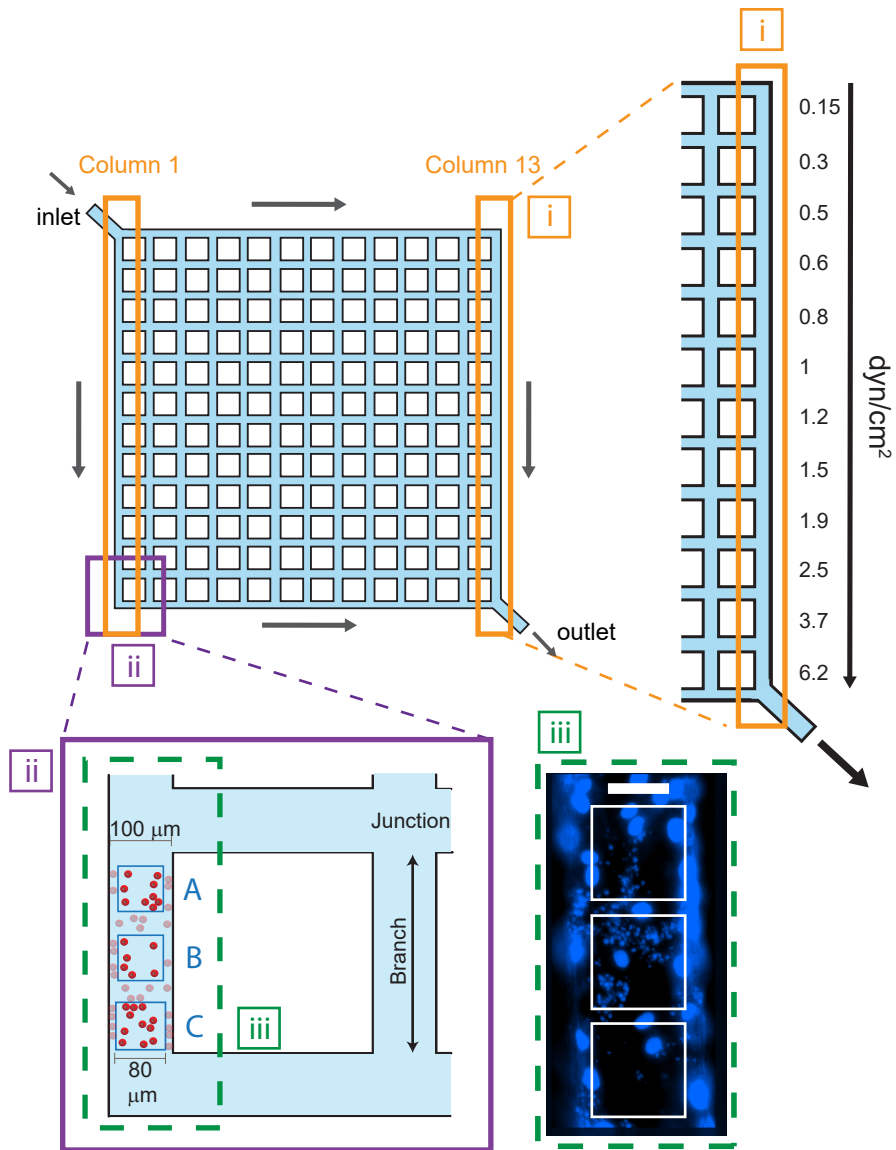 i
Column 1
Column 13
i
inlet
0.15
0.3
0.5
0.6
0.8
1
1.2
1.5
1.9
2.5
3.7
6.2
dyn/cm²
outlet
ii
ii
iii
100 μm
Junction
A
B
C
Branch
iii
80
μm